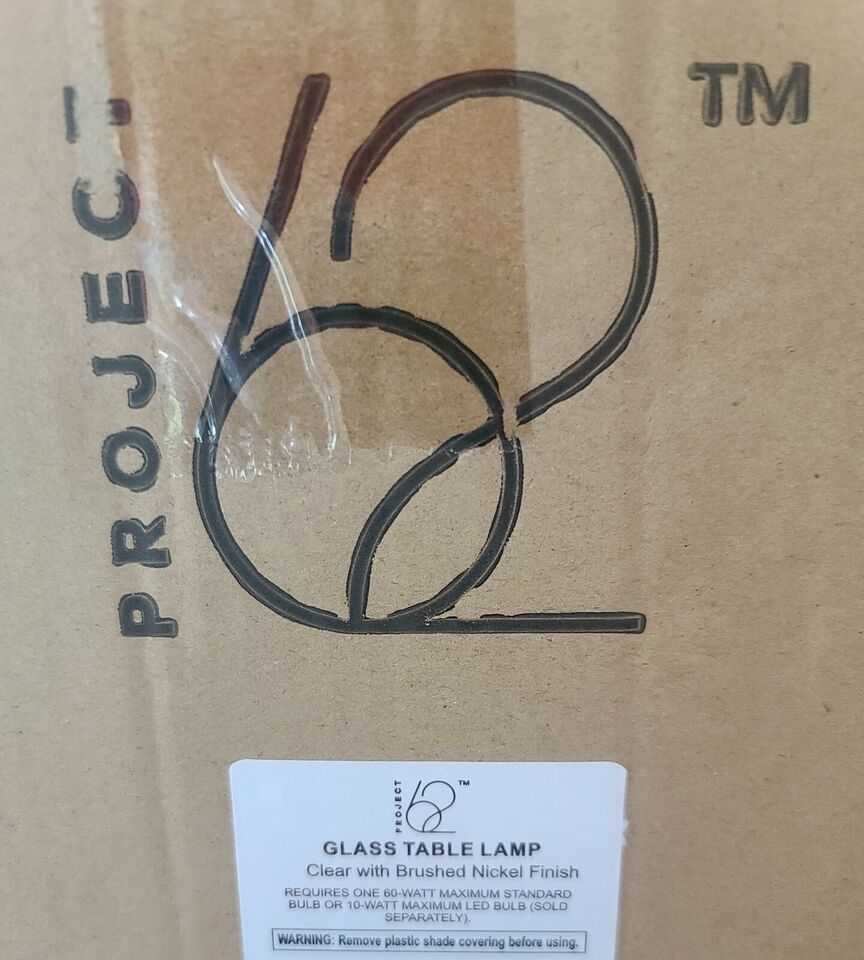 PROJECT
62
TM
PROJECT
62
TM
GLASS TABLE LAMP
Clear with Brushed Nickel Finish
REQUIRES ONE 60-WATT MAXIMUM STANDARD
BULB OR 10-WATT MAXIMUM LED BULB (SOLD
SEPARATELY).
WARNING: Remove plastic shade covering before using.